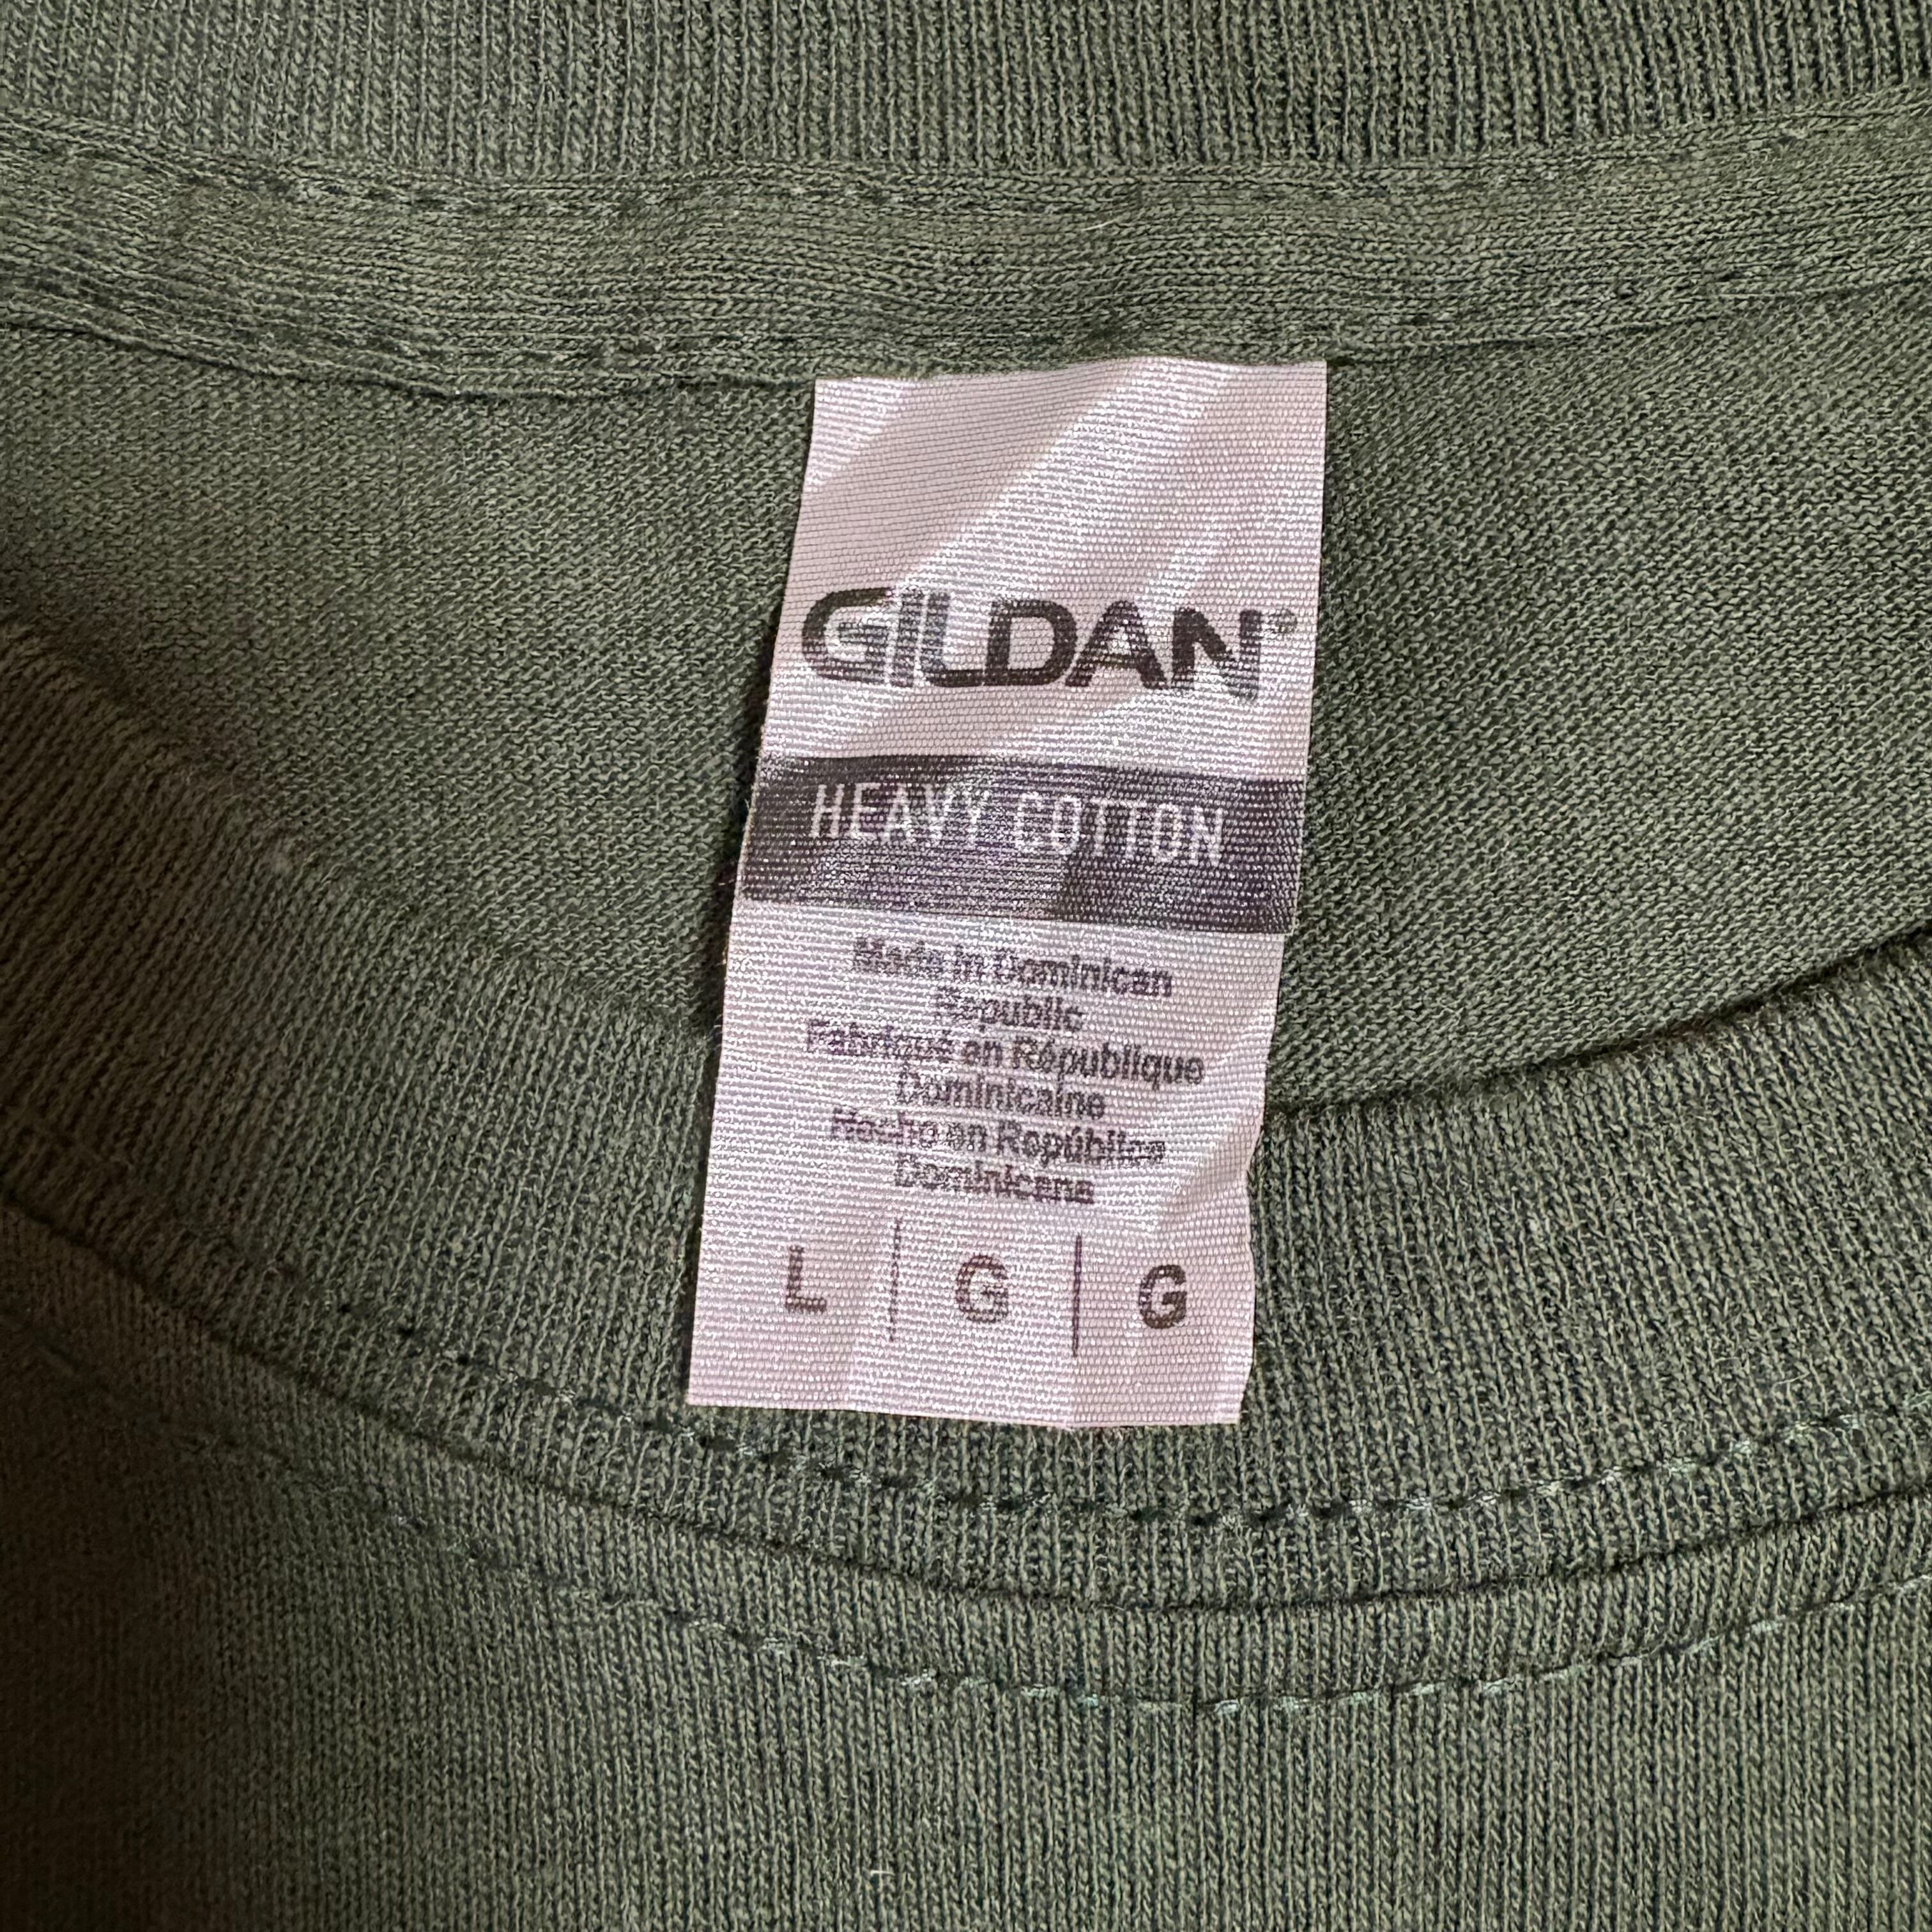 GILDAN®
HEAVY COTTON
Made in Dominican
Republic
Fabriqué en République
Dominicaine
Hecho en República
Dominicana
L | G | G